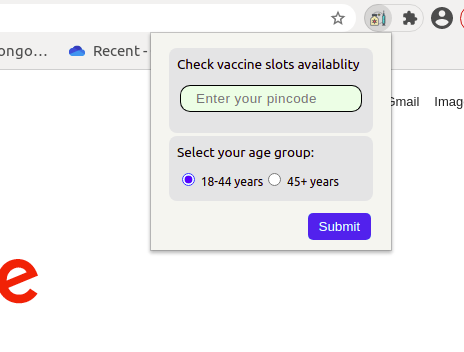 ongo...
Recent -
Check vaccine slots availablity
Enter your pincode
Gmail
Imag
Select your age group:
18-44 years
45+ years
Submit
e